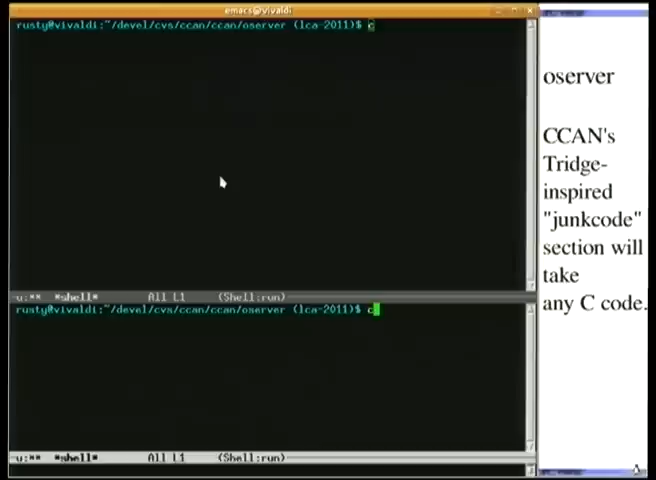 emacs@vivaldi
rusty@vivaldi:~/devel/cvs/ccan/ccan/oserver (lca-2011)$ c
-u:** *shell* All L1 (Shell:run)
rusty@vivaldi:~/devel/cvs/ccan/ccan/oserver (lca-2011)$ c
-u:** *shell* All L1 (Shell:run)
oserver
CCAN's
Tridge-
inspired
"junkcode"
section will
take
any C code.